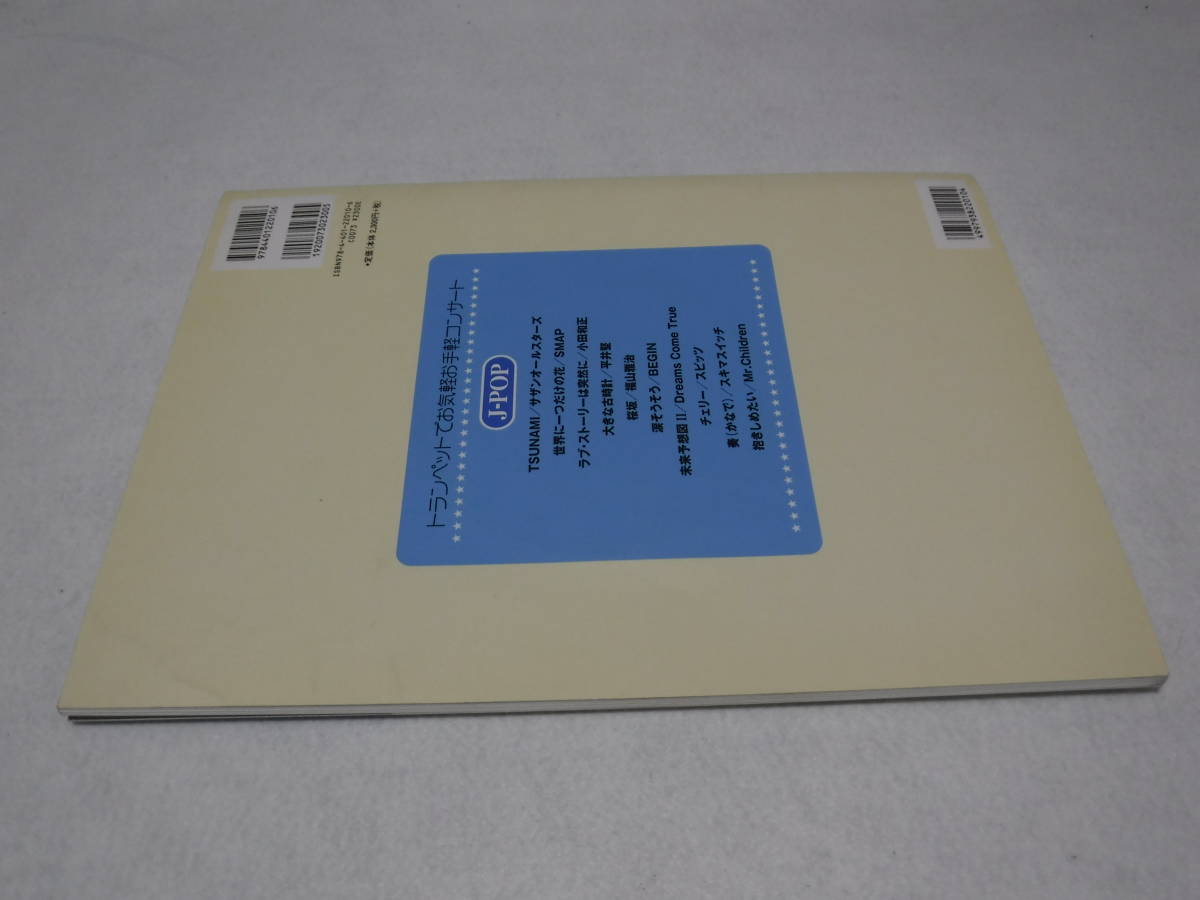 トランペットでお気軽お手軽コンサート
J-POP
TSUNAMI／サザンオールスターズ
世界に一つだけの花／SMAP
ラブ・ストーリーは突然に／小田和正
大きな古時計／平井堅
桜坂／福山雅治
涙そうそう／BEGIN
未来予想図II／Dreams Come True
チェリー／スピッツ
奏(かなで)／スキマスイッチ
抱きしめたい／Mr.Children
9784401220106
1920073023005
ISBN978-4-401-22010-6
C0073 ¥2300E
*定価(本体2,300円+税)
4997938220104